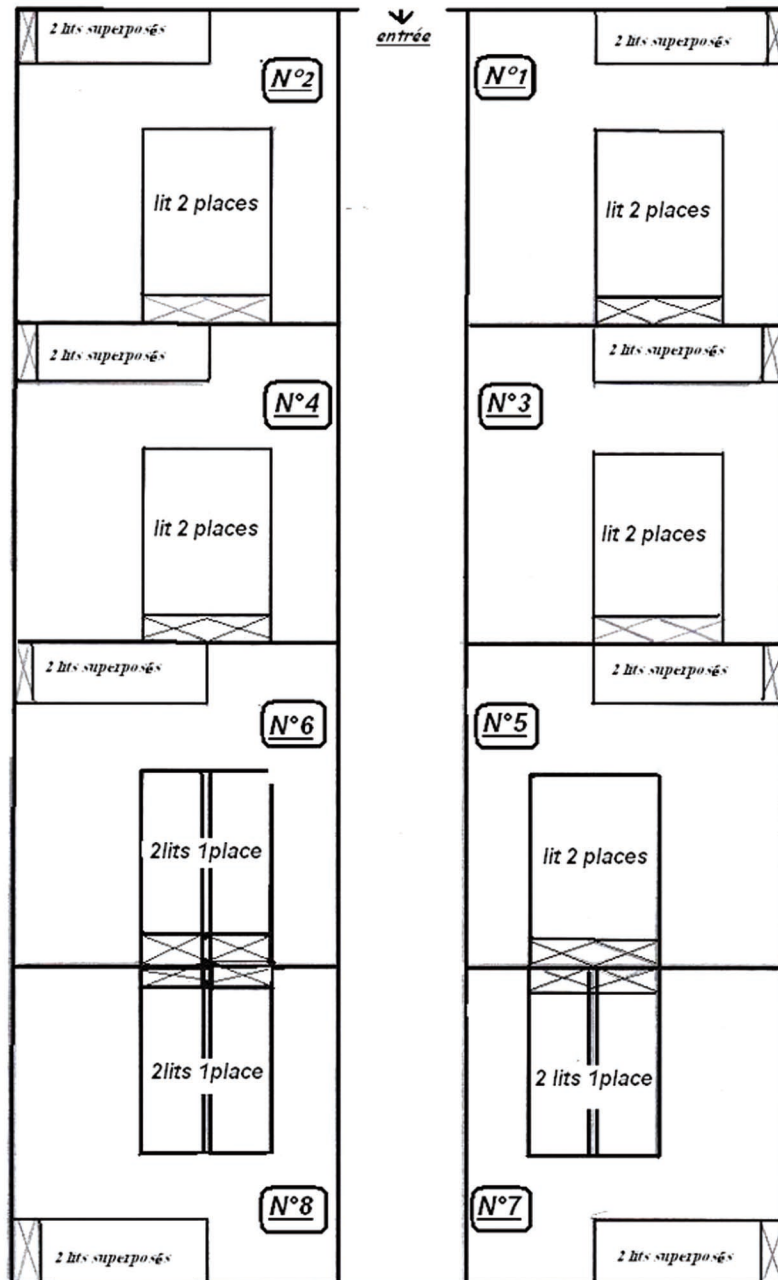 entrée
2 lits superposés
2 lits superposés
N°2
N°1
lit 2 places
lit 2 places
2 lits superposés
2 lits superposés
N°4
N°3
lit 2 places
lit 2 places
2 lits superposés
2 lits superposés
N°6
N°5
2lits 1place
lit 2 places
2lits 1place
2 lits 1place
N°8
N°7
2 lits superposés
2 lits superposés